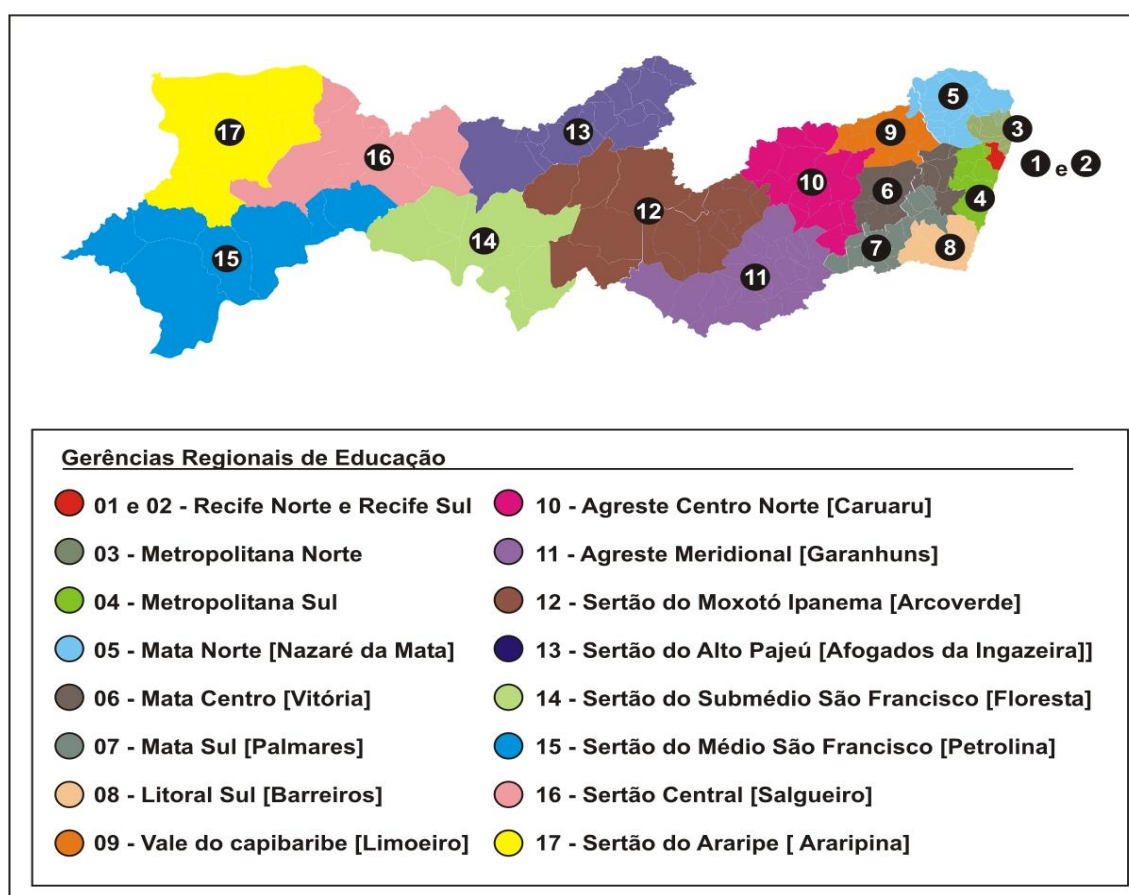 5
3
17
13
9
1 e 2
16
10
6
12
4
14
7
8
15
11
Gerências Regionais de Educação
01 e 02 - Recife Norte e Recife Sul
03 - Metropolitana Norte
04 - Metropolitana Sul
05 - Mata Norte [Nazaré da Mata]
06 - Mata Centro [Vitória]
07 - Mata Sul [Palmares]
08 - Litoral Sul [Barreiros]
09 - Vale do capibaribe [Limoeiro]
10 - Agreste Centro Norte [Caruaru]
11 - Agreste Meridional [Garanhuns]
12 - Sertão do Moxotó Ipanema [Arcoverde]
13 - Sertão do Alto Pajeú [Afogados da Ingazeira]]
14 - Sertão do Submédio São Francisco [Floresta]
15 - Sertão do Médio São Francisco [Petrolina]
16 - Sertão Central [Salgueiro]
17 - Sertão do Araripe [ Araripina]